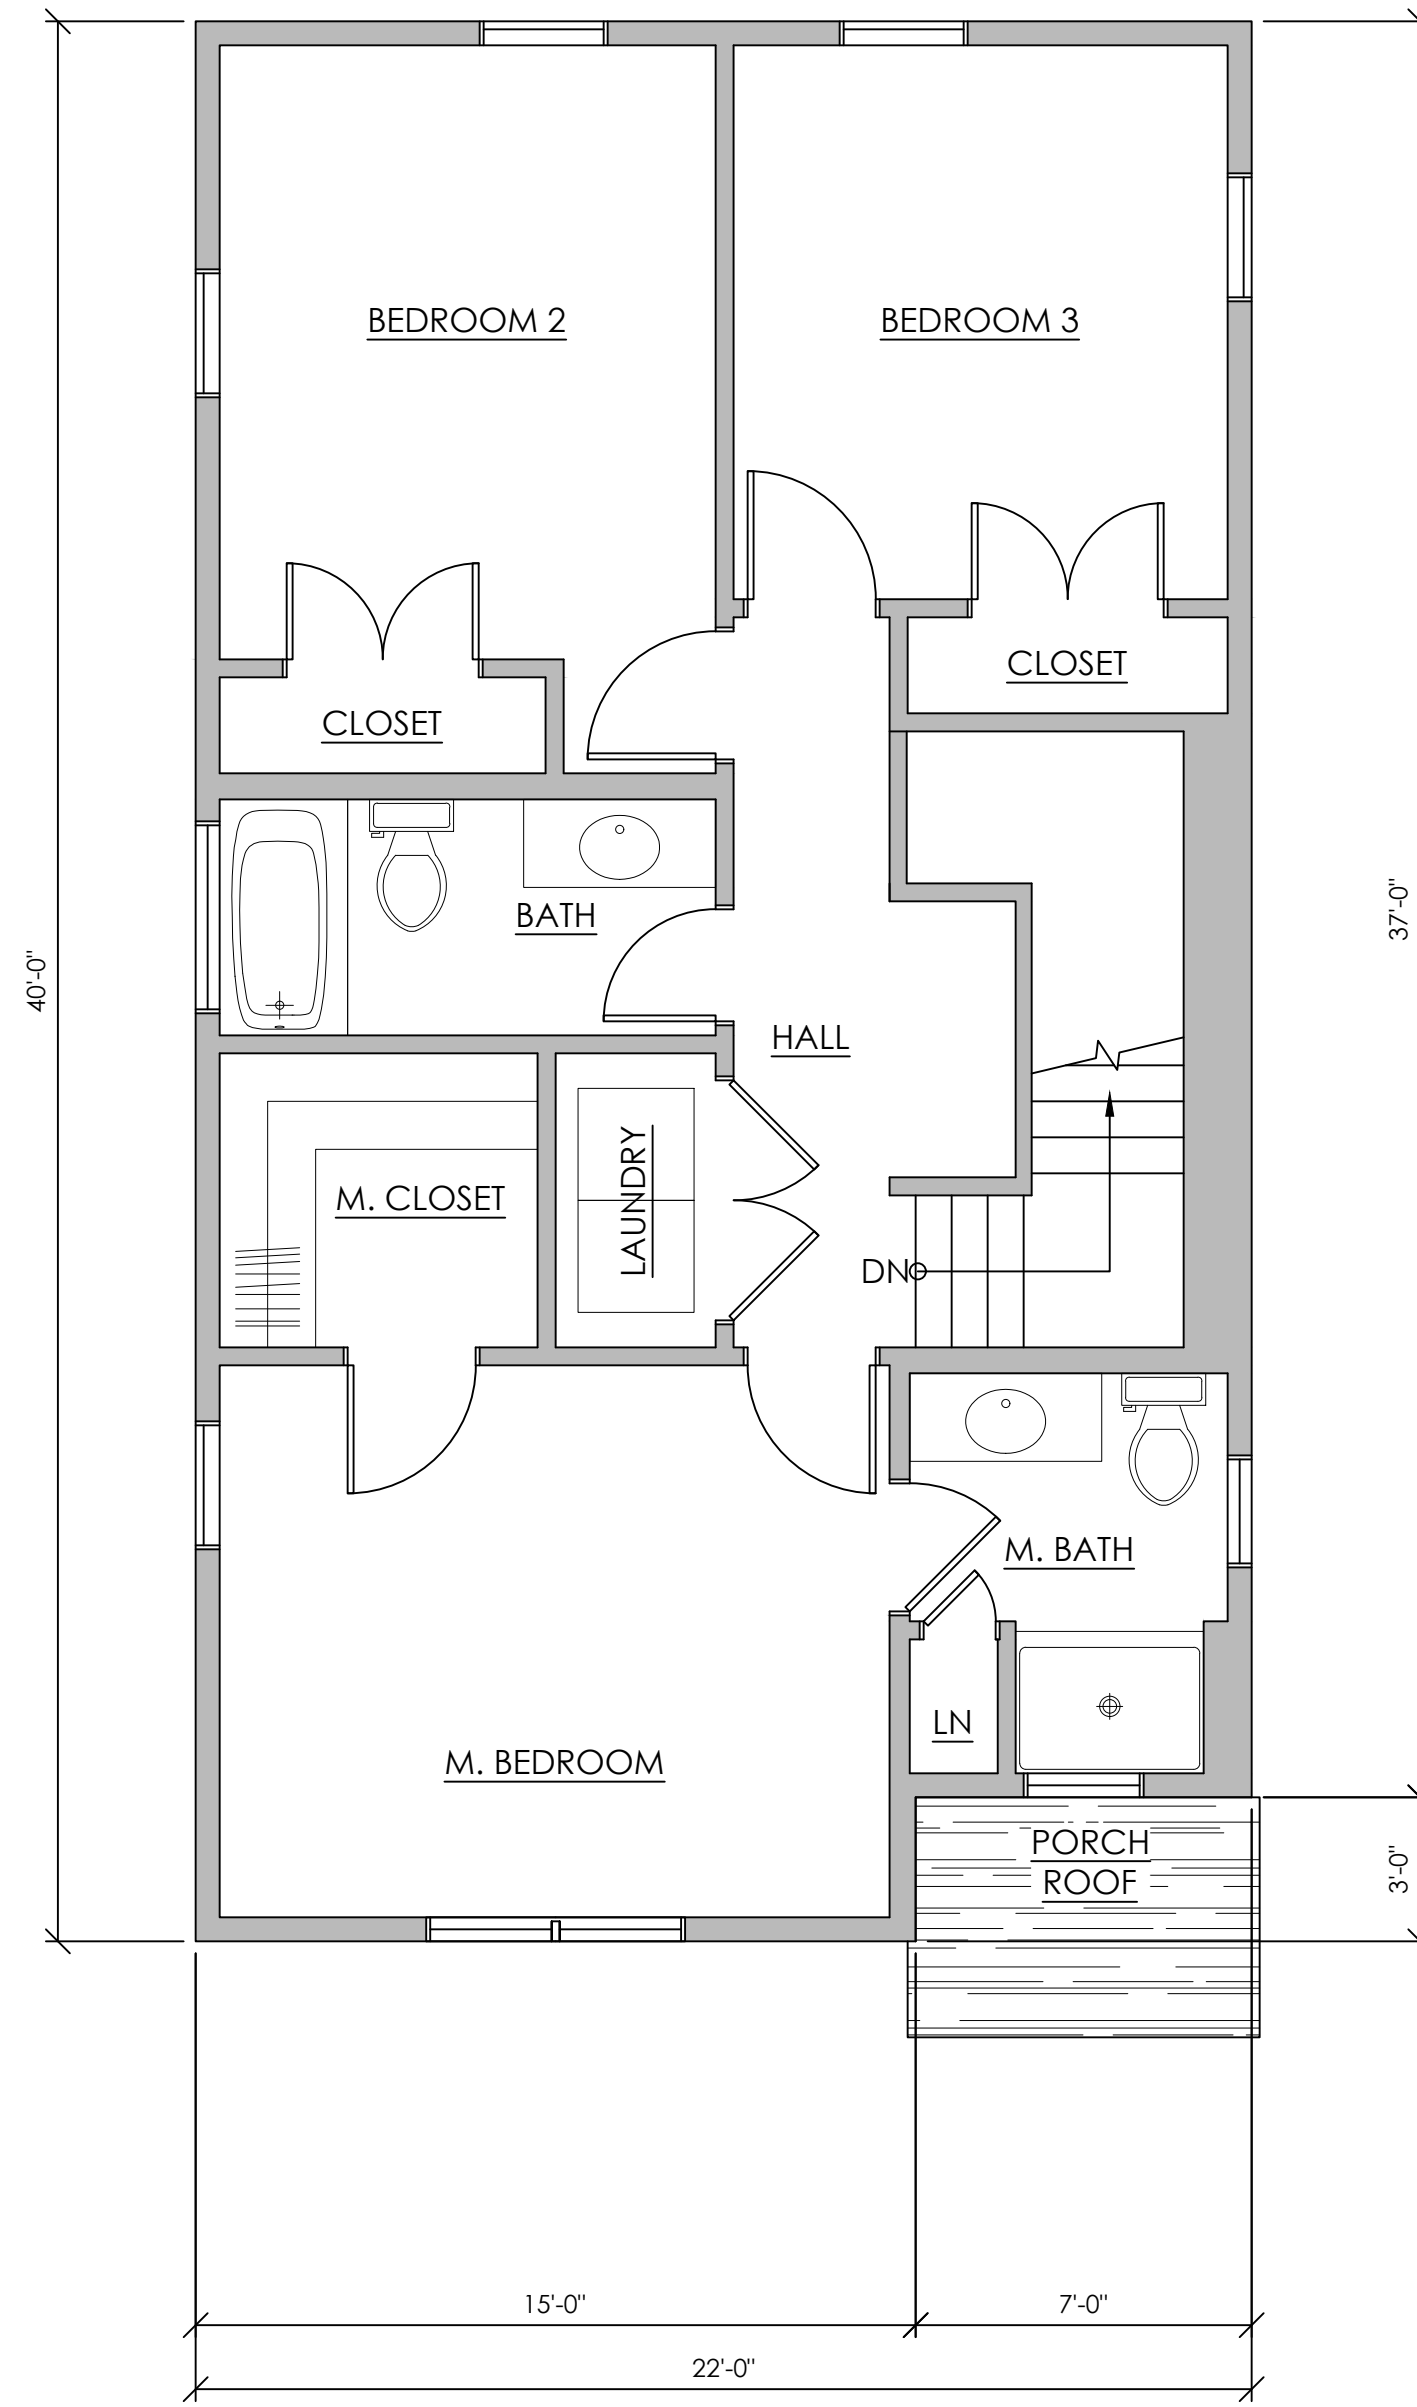 BEDROOM 2
BEDROOM 3
CLOSET
CLOSET
37'-0"
BATH
40'-0"
HALL
M. CLOSET
LAUNDRY
DN
M. BATH
LN
M. BEDROOM
PORCH
ROOF
3'-0"
15'-0"
7'-0"
22'-0"